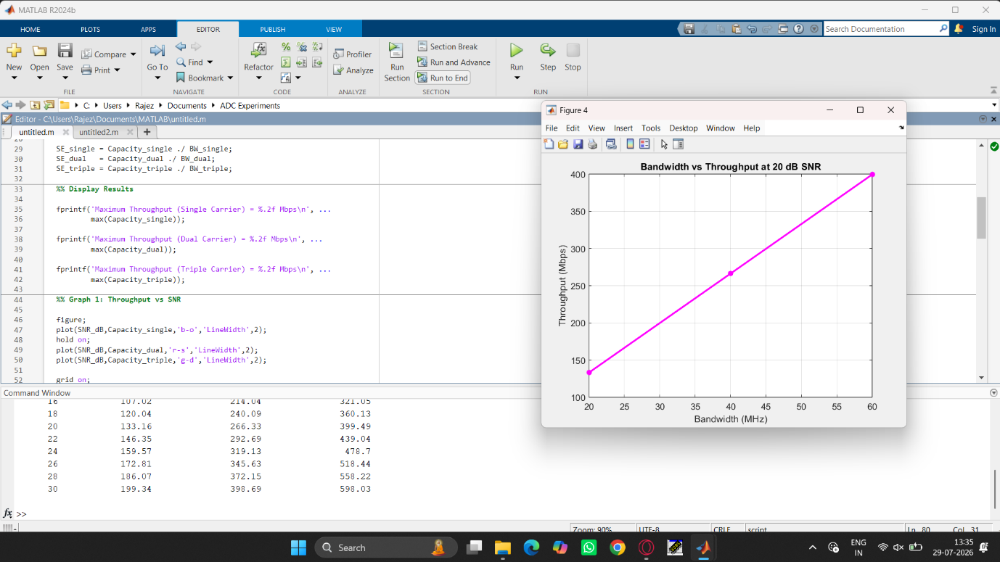 MATLAB R2024b
HOME PLOTS APPS EDITOR PUBLISH VIEW
Search Documentation Sign In
New Open Save Compare Print
FILE
Go To Find Bookmark
NAVIGATE
Refactor
CODE
Profiler
Analyze
ANALYZE
Run Section
Section Break
Run and Advance
Run to End
SECTION
Run Step Stop
RUN
C: Users Rajez Documents ADC Experiments
Editor - C:\Users\Rajez\Documents\MATLAB\untitled.m
untitled.m untitled2.m
28
29 SE_single = Capacity_single ./ BW_single;
30 SE_dual = Capacity_dual ./ BW_dual;
31 SE_triple = Capacity_triple ./ BW_triple;
32
33 %% Display Results
34
35 fprintf('Maximum Throughput (Single Carrier) = %.2f Mbps\n', ...
36 max(Capacity_single));
37
38 fprintf('Maximum Throughput (Dual Carrier) = %.2f Mbps\n', ...
39 max(Capacity_dual));
40
41 fprintf('Maximum Throughput (Triple Carrier) = %.2f Mbps\n', ...
42 max(Capacity_triple));
43
44 %% Graph 1: Throughput vs SNR
45
46 figure;
47 plot(SNR_dB,Capacity_single,'b-o','LineWidth',2);
48 hold on;
49 plot(SNR_dB,Capacity_dual,'r-s','LineWidth',2);
50 plot(SNR_dB,Capacity_triple,'g-d','LineWidth',2);
51
52 grid on;
Command Window
16 107.02 214.04 321.05
18 120.04 240.09 360.13
20 133.16 266.33 399.49
22 146.35 292.69 439.04
24 159.57 319.13 478.7
26 172.81 345.63 518.44
28 186.07 372.15 558.22
30 199.34 398.69 598.03
fx >>
Figure 4
File Edit View Insert Tools Desktop Window Help
Bandwidth vs Throughput at 20 dB SNR
400
350
300
250
200
150
100
Throughput (Mbps)
20 25 30 35 40 45 50 55 60
Bandwidth (MHz)
Zoom: 90% UTF-8 CRLF script Ln 80 Col 31
Search
ENG
IN
13:35
29-07-2026